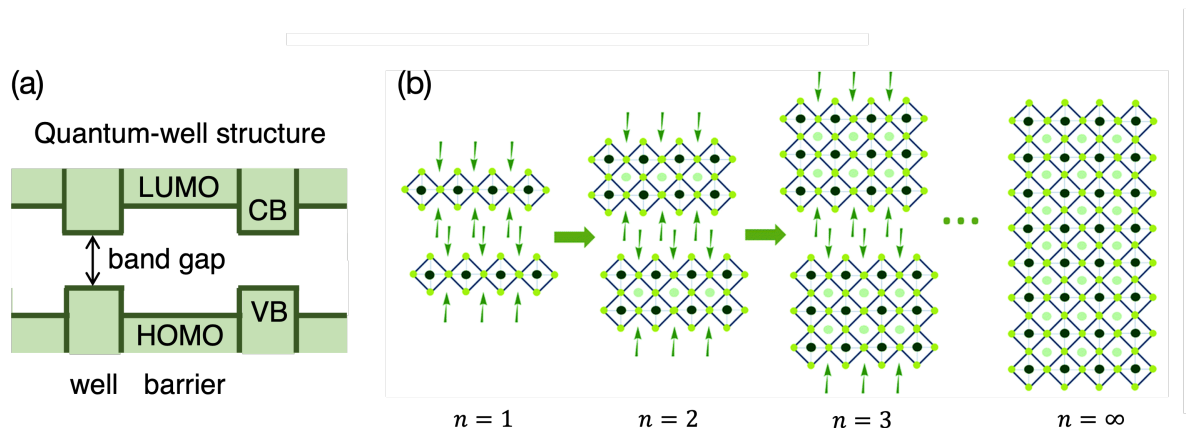 (a)
Quantum-well structure
LUMO
CB
band gap
VB
HOMO
well barrier
(b)
...
n = 1
n = 2
n = 3
n = ∞